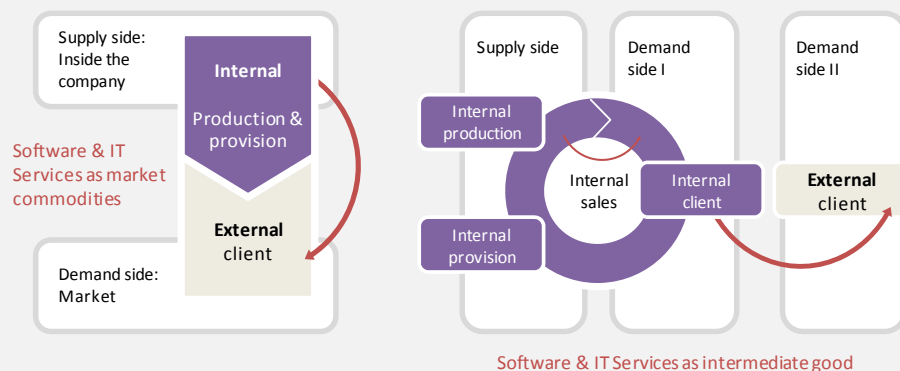 Supply side:
Inside the
company
Internal
Production &
provision
Software & IT
Services as market
commodities
External
client
Demand side:
Market
Supply side
Demand
side I
Demand
side II
Internal
production
Internal
sales
Internal
client
External
client
Internal
provision
Software & IT Services as intermediate good